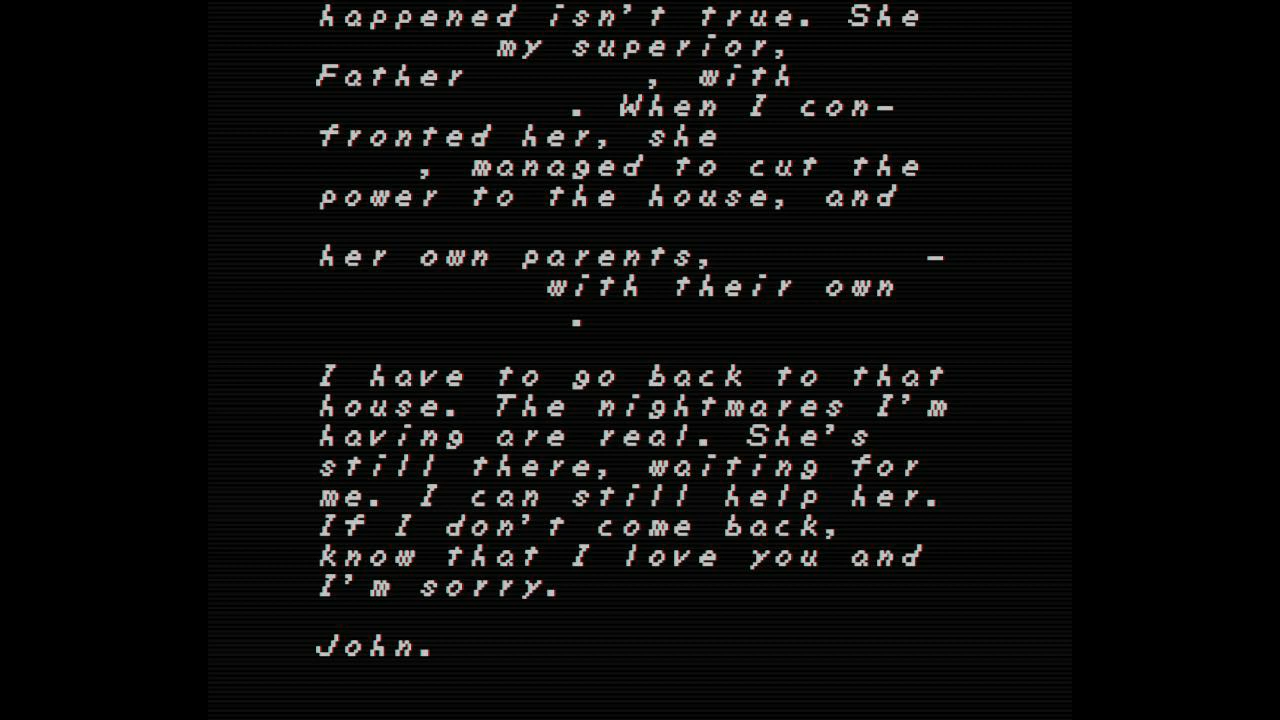 happened isn't true. She
my superior,
Father , with
. When I con-
fronted her, she
, managed to cut the
power to the house, and
her own parents, -
with their own
.
I have to go back to that
house. The nightmares I'm
having are real. She's
still there, waiting for
me. I can still help her.
If I don't come back,
know that I love you and
I'm sorry.
John.